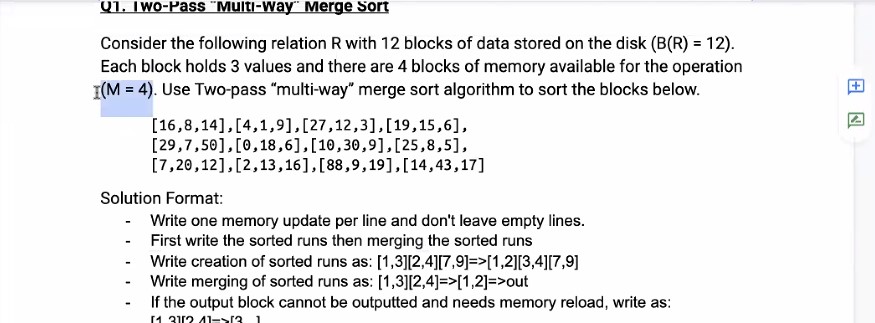 Q1. Two-Pass "Multi-Way" Merge Sort
Consider the following relation R with 12 blocks of data stored on the disk (B(R) = 12).
Each block holds 3 values and there are 4 blocks of memory available for the operation
(M = 4). Use Two-pass “multi-way” merge sort algorithm to sort the blocks below.
[16,8,14],[4,1,9],[27,12,3],[19,15,6],
[29,7,50],[0,18,6],[10,30,9],[25,8,5],
[7,20,12],[2,13,16],[88,9,19],[14,43,17]
Solution Format:
- Write one memory update per line and don't leave empty lines.
- First write the sorted runs then merging the sorted runs
- Write creation of sorted runs as: [1,3][2,4][7,9]=>[1,2][3,4][7,9]
- Write merging of sorted runs as: [1,3][2,4]=>[1,2]=>out
- If the output block cannot be outputted and needs memory reload, write as:
[1,3][2,4]=>[3, ]